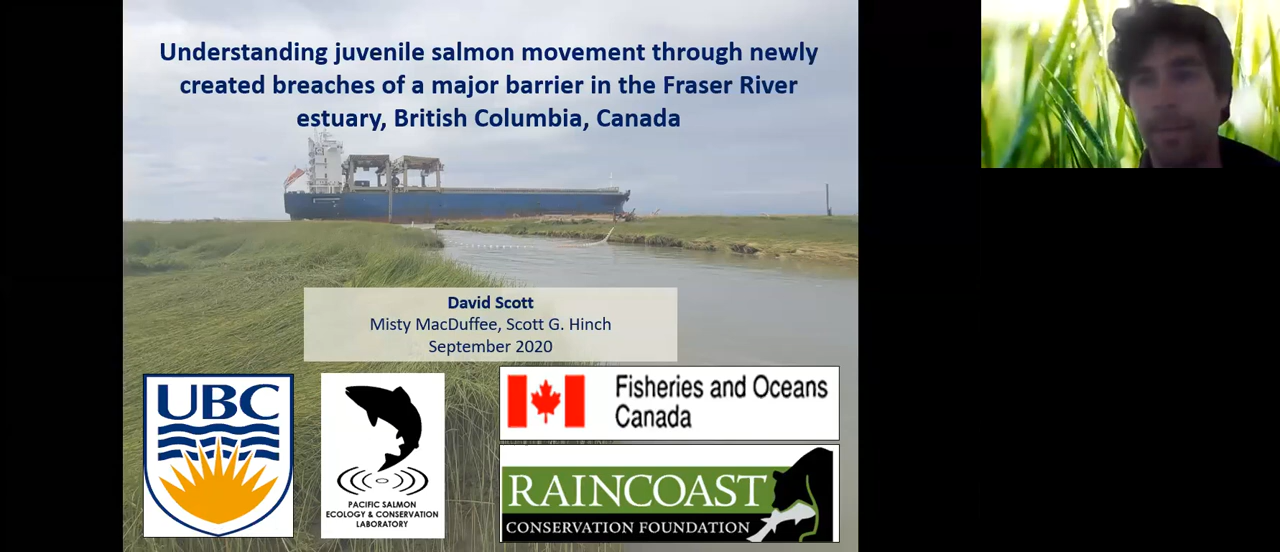 Understanding juvenile salmon movement through newly
created breaches of a major barrier in the Fraser River
estuary, British Columbia, Canada
David Scott
Misty MacDuffee, Scott G. Hinch
September 2020
UBC
PACIFIC SALMON
ECOLOGY & CONSERVATION
LABORATORY
Fisheries and Oceans
Canada
RAINCOAST
CONSERVATION FOUNDATION